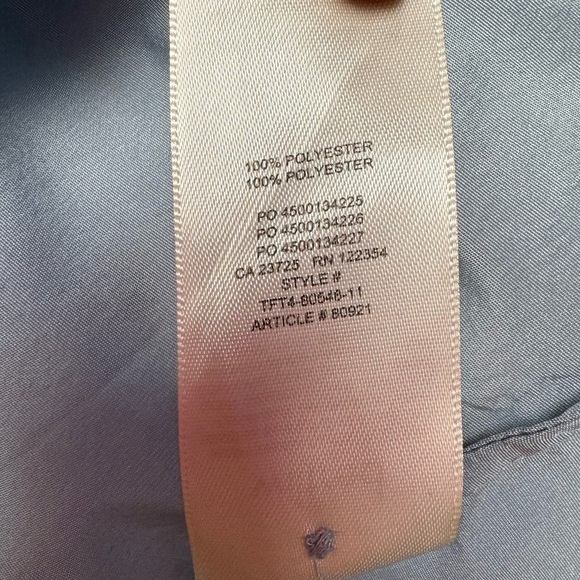 100% POLYESTER
100% POLYESTER
PO 4500134225
PO 4500134226
PO 4500134227
CA 23725 RN 122354
STYLE #
TFT4-80548-11
ARTICLE # 80921